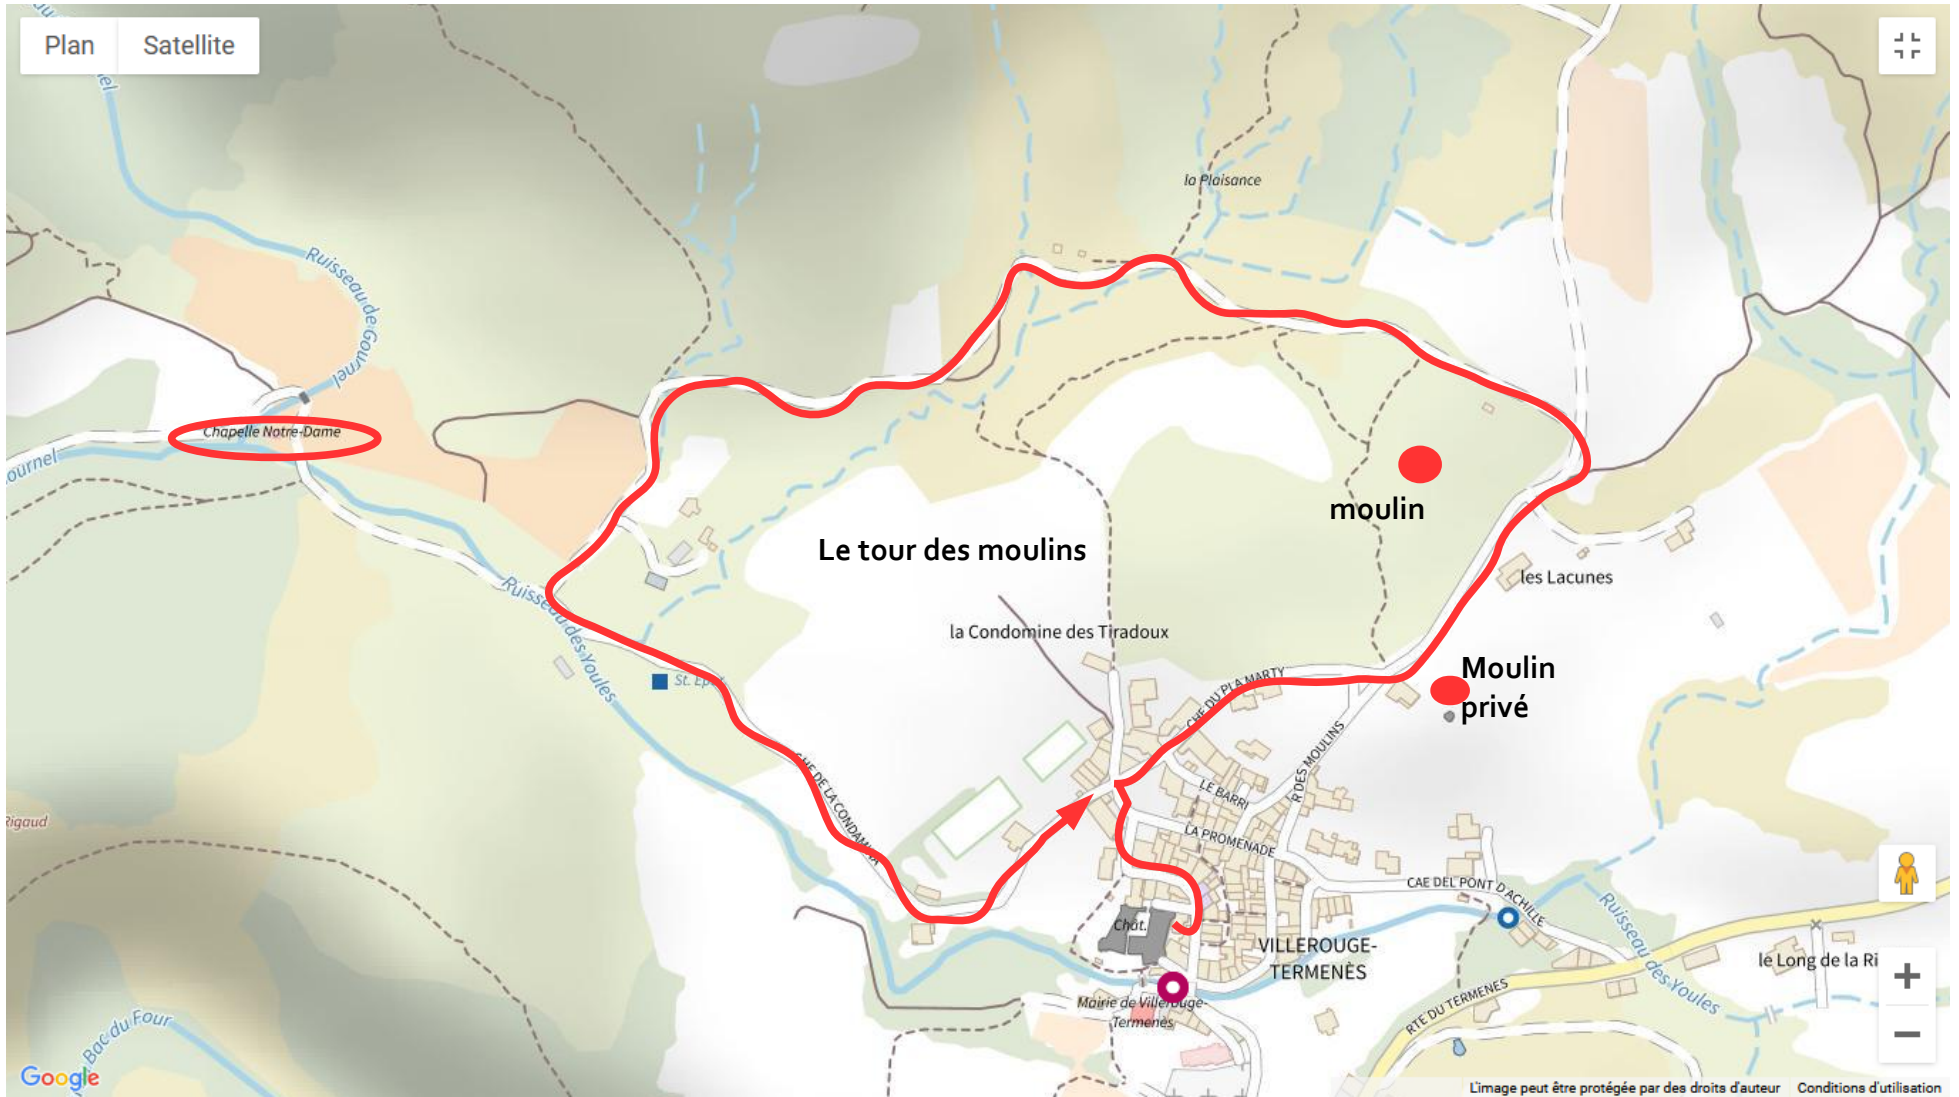 Plan
Satellite
la Plaisance
Ruisseau de Gournel
Chapelle Notre-Dame
ournel
moulin
Le tour des moulins
les Lacunes
Ruisseau des Youles
la Condomine des Tiradoux
St. Epur.
Moulin
privé
CHE DU PLA MARTY
R DES MOULINS
CHE DE LA CONDAMINA
LE BARRI
LA PROMENADE
Rigaud
CAE DEL PONT D'ACHILLE
Chât.
VILLEROUGE-
TERMENÈS
Ruisseau des Youles
le Long de la Ri
Mairie de Villerouge-
Termenès
RTE DU TERMENES
Bac du Four
Google
L'image peut être protégée par des droits d'auteur
Conditions d'utilisation